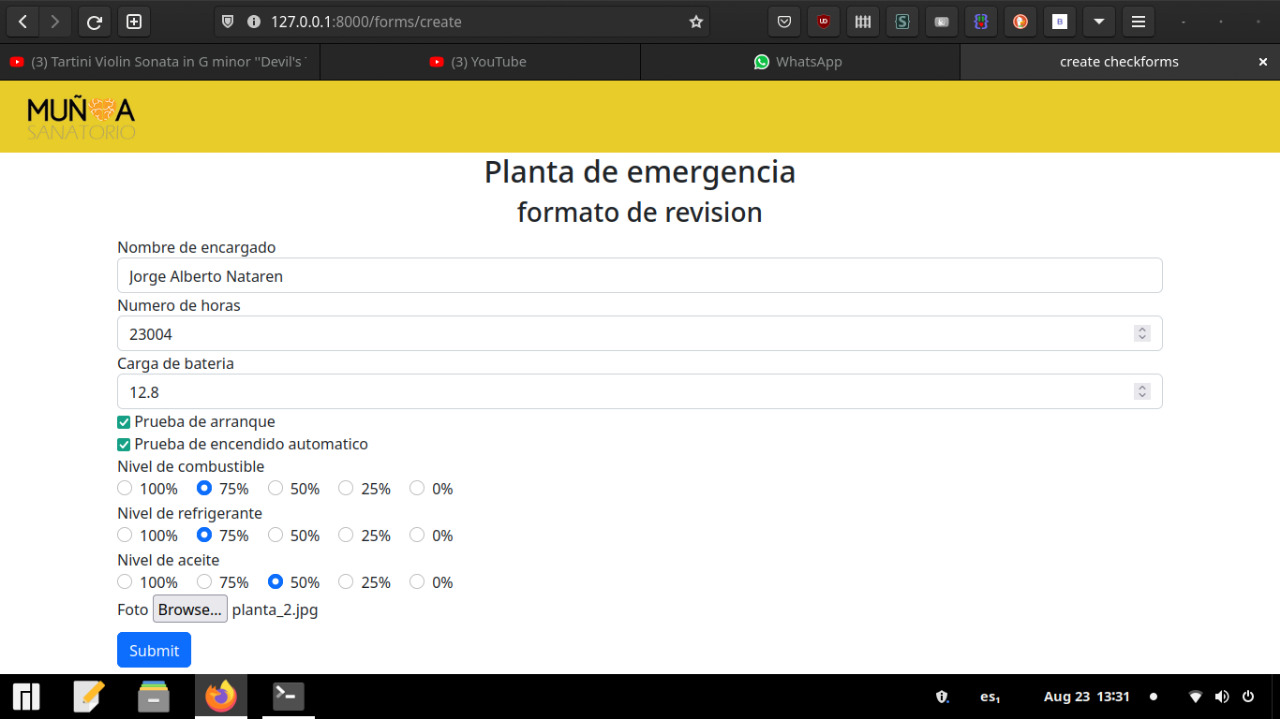 127.0.0.1:8000/forms/create
(3) Tartini Violin Sonata in G minor "Devil's
(3) YouTube
WhatsApp
create checkforms
MUÑOA
SANATORIO
Planta de emergencia
formato de revision
Nombre de encargado
Jorge Alberto Nataren
Numero de horas
23004
Carga de bateria
12.8
Prueba de arranque
Prueba de encendido automatico
Nivel de combustible
100% 75% 50% 25% 0%
Nivel de refrigerante
100% 75% 50% 25% 0%
Nivel de aceite
100% 75% 50% 25% 0%
Foto Browse... planta_2.jpg
Submit
es₁ Aug 23 13:31